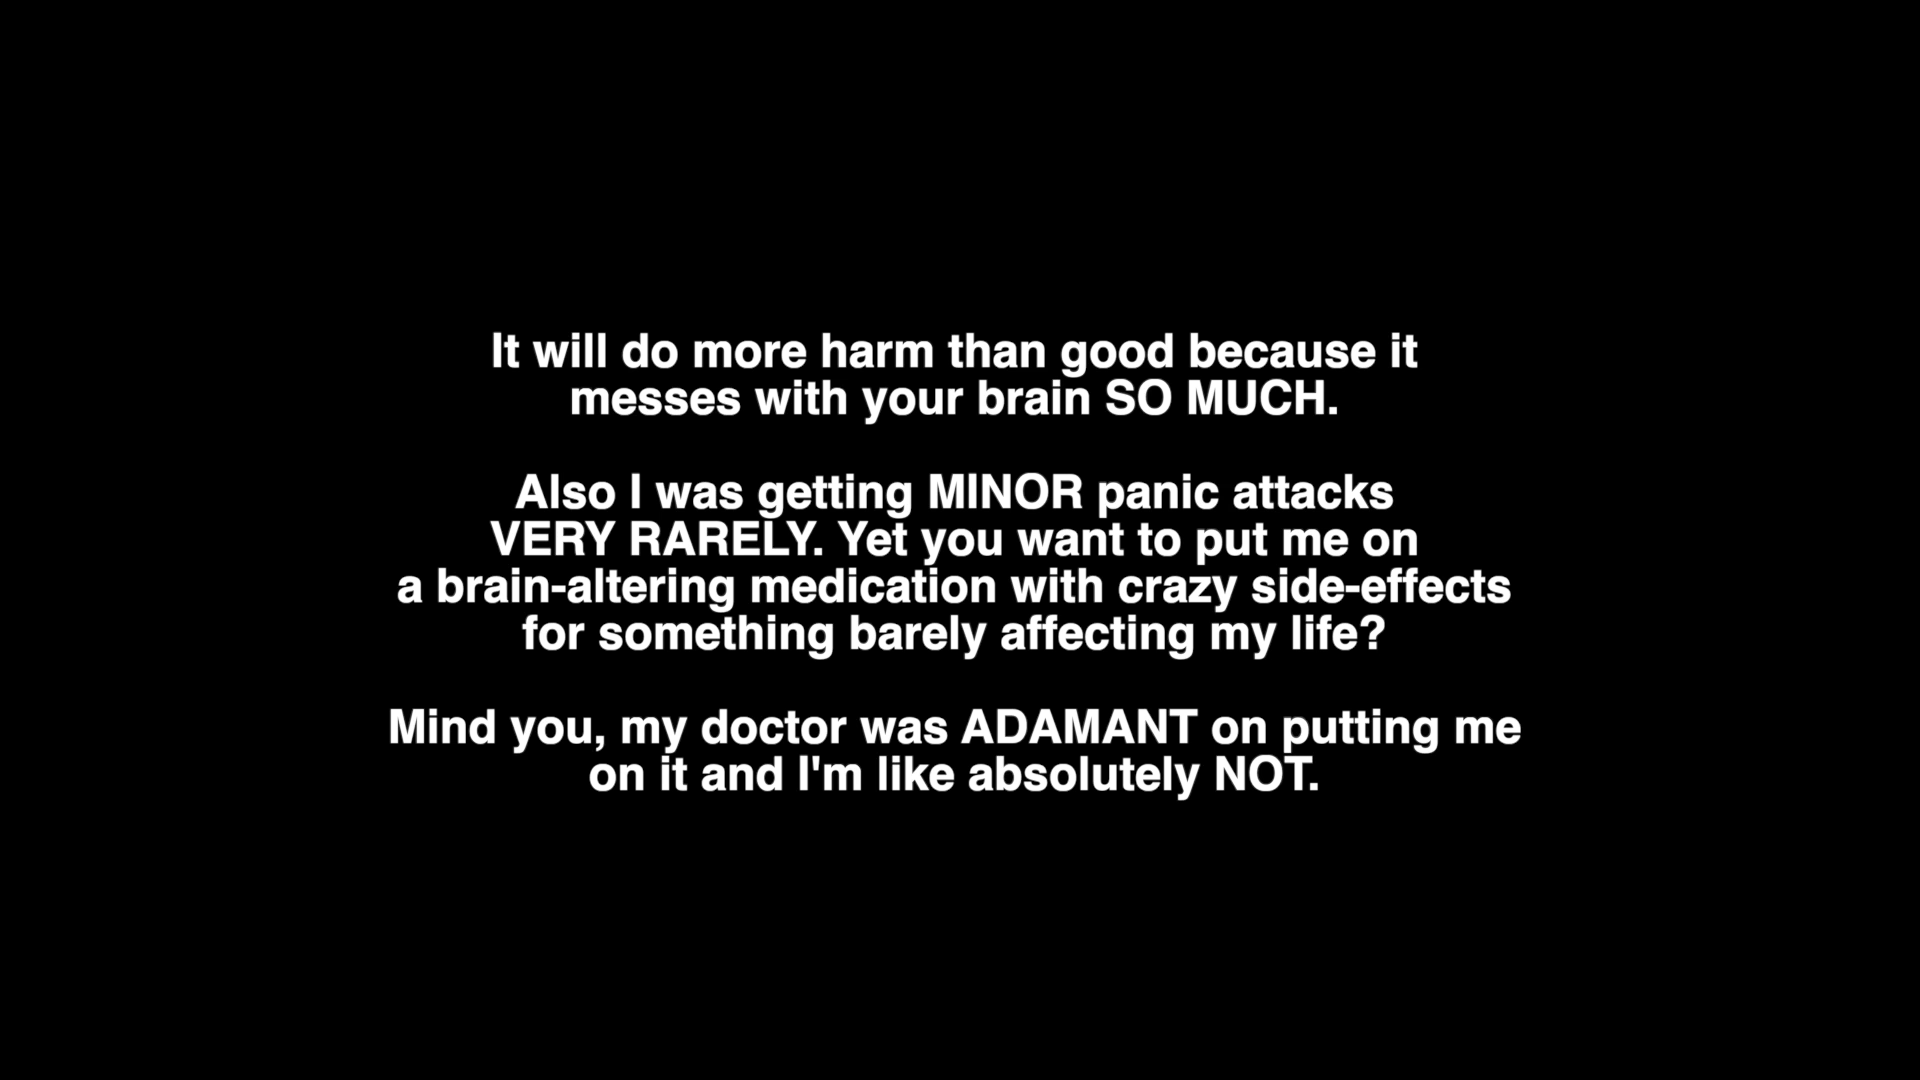 It will do more harm than good because it
messes with your brain SO MUCH.
Also I was getting MINOR panic attacks
VERY RARELY. Yet you want to put me on
a brain-altering medication with crazy side-effects
for something barely affecting my life?
Mind you, my doctor was ADAMANT on putting me
on it and I'm like absolutely NOT.